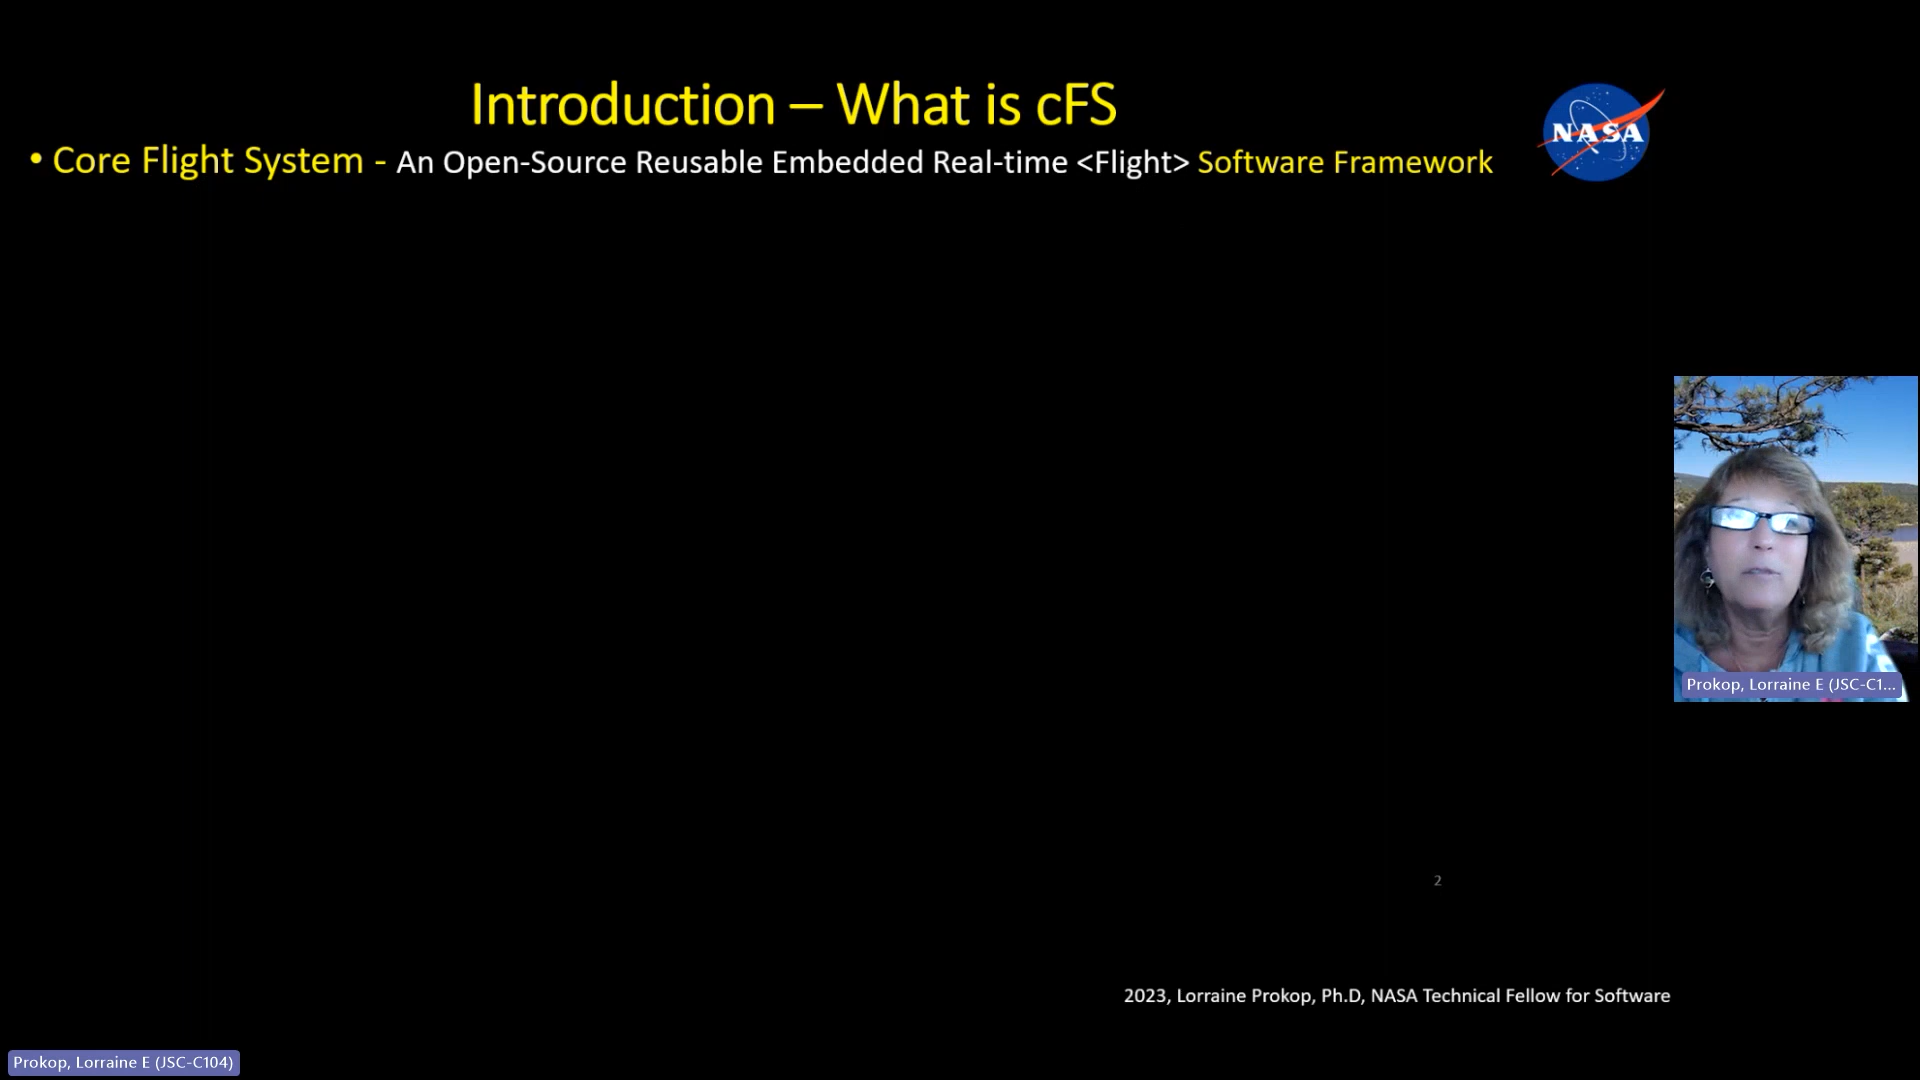 Introduction – What is cFS
NASA
• Core Flight System - An Open-Source Reusable Embedded Real-time <Flight> Software Framework
Prokop, Lorraine E (JSC-C1...
2
2023, Lorraine Prokop, Ph.D, NASA Technical Fellow for Software
Prokop, Lorraine E (JSC-C104)